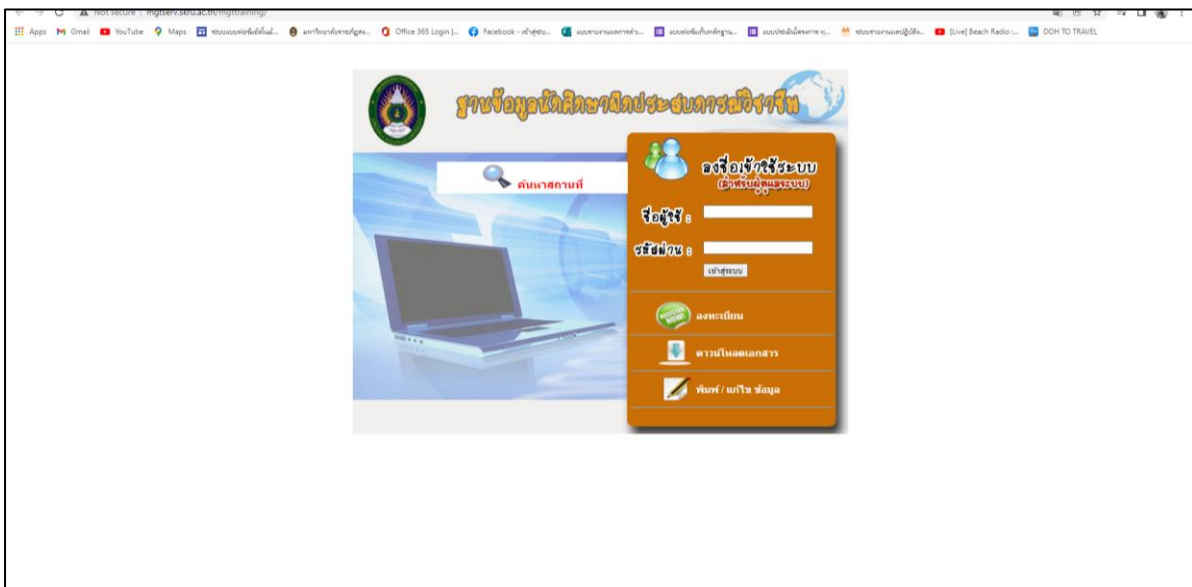 Not secure | mgtserv.skru.ac.th/mgttraining/
Apps Gmail YouTube Maps Office 365 Login |... Facebook - เข้าสู่ระบ... [Live] Beach Radio :... DOH TO TRAVEL
ฐานข้อมูลนักศึกษาฝึกประสบการณ์วิชาชีพ
ค้นหาสถานที่
ลงชื่อเข้าใช้ระบบ
(สำหรับผู้ดูแลระบบ)
ชื่อผู้ใช้ :
รหัสผ่าน :
เข้าสู่ระบบ
ลงทะเบียน
ดาวน์โหลดเอกสาร
พิมพ์ / แก้ไข ข้อมูล